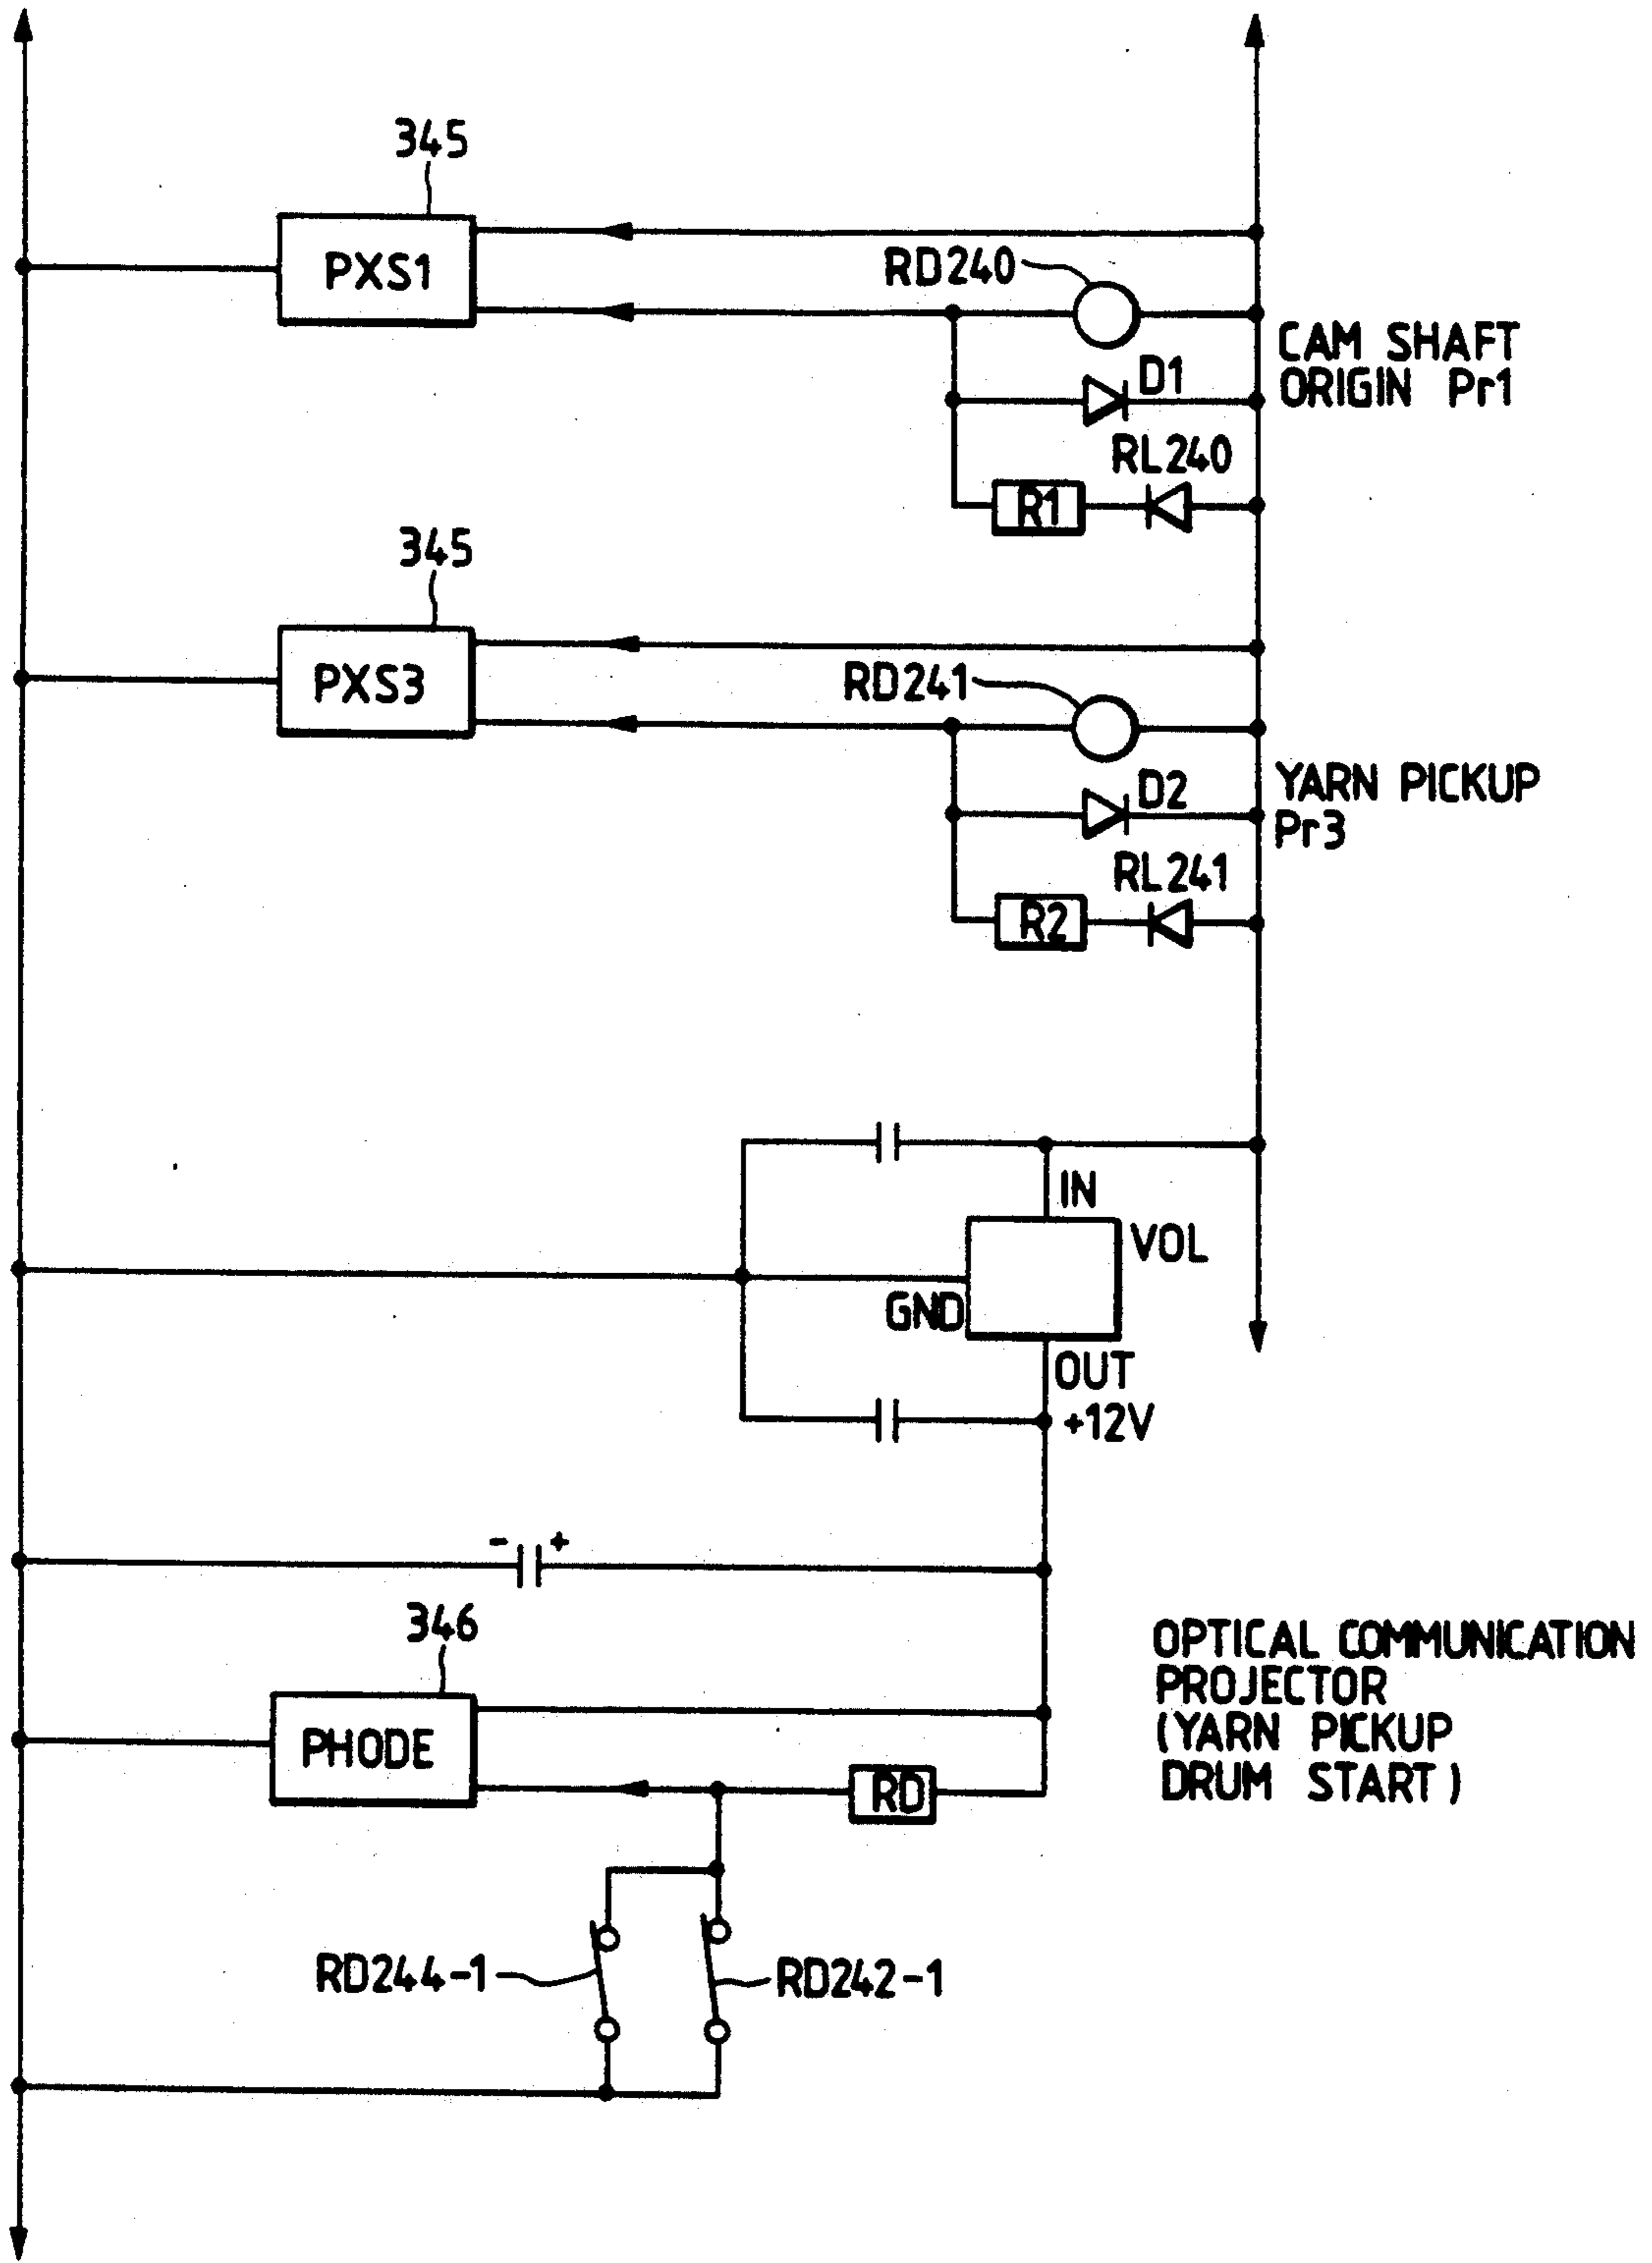 345
PXS1
RD240
CAM SHAFT
ORIGIN Pr1
D1
RL240
R1
345
PXS3
RD241
YARN PICKUP
Pr3
D2
RL241
R2
IN
VOL
GND
OUT
+12V
- +
346
PHODE
OPTICAL COMMUNICATION
PROJECTOR
(YARN PICKUP
DRUM START)
RD
RD244-1
RD242-1